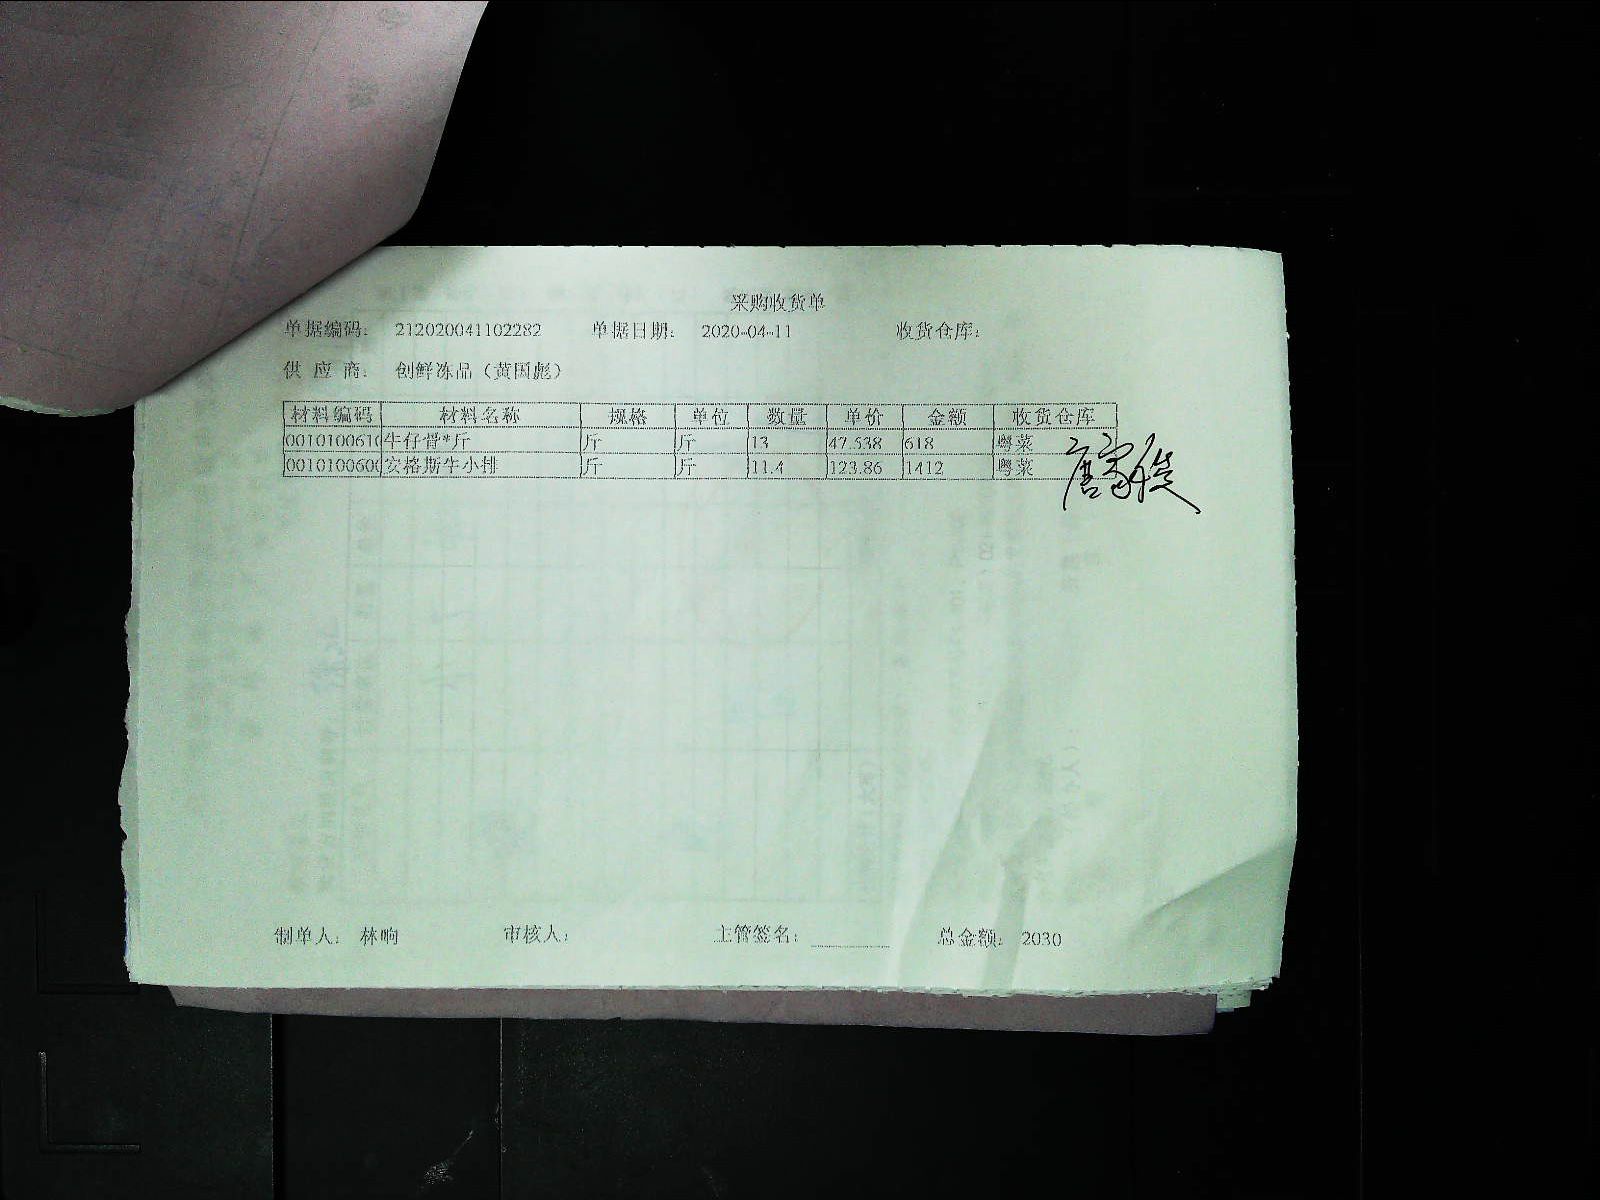 采购收货单
单据编码: 212020041102282 单据日期: 2020-04-11 收货仓库:
供应商: 创鲜冻品（黄国彪）
材料编码 材料名称 规格 单位 数量 单价 金额 收货仓库
0010100610 牛仔骨*斤 斤 斤 13 47.538 618 粤菜
0010100600 安格斯牛小排 斤 斤 11.4 123.86 1412 粤菜
制单人: 林响 审核人: 主管签名: 总金额: 2030